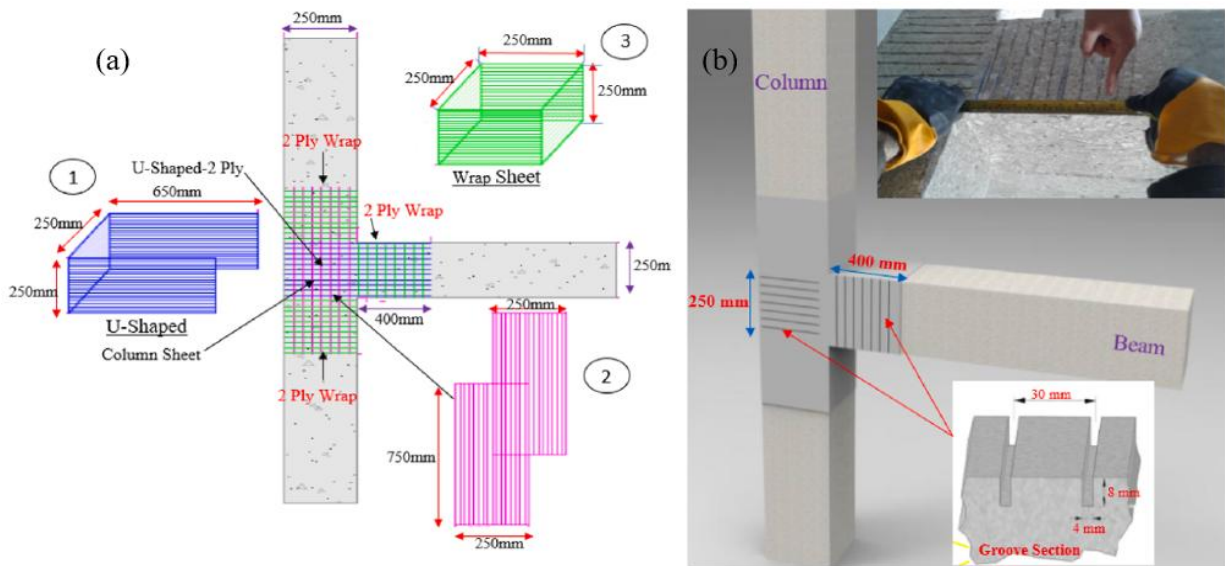 (a)
250mm
3
250mm
250mm
250mm
Wrap Sheet
2 Ply Wrap
U-Shaped-2 Ply
1
650mm
250mm
250mm
U-Shaped
Column Sheet
2 Ply Wrap
250m
400mm
2 Ply Wrap
250mm
2
750mm
250mm
(b)
Column
400 mm
250 mm
Beam
30 mm
8 mm
4 mm
Groove Section